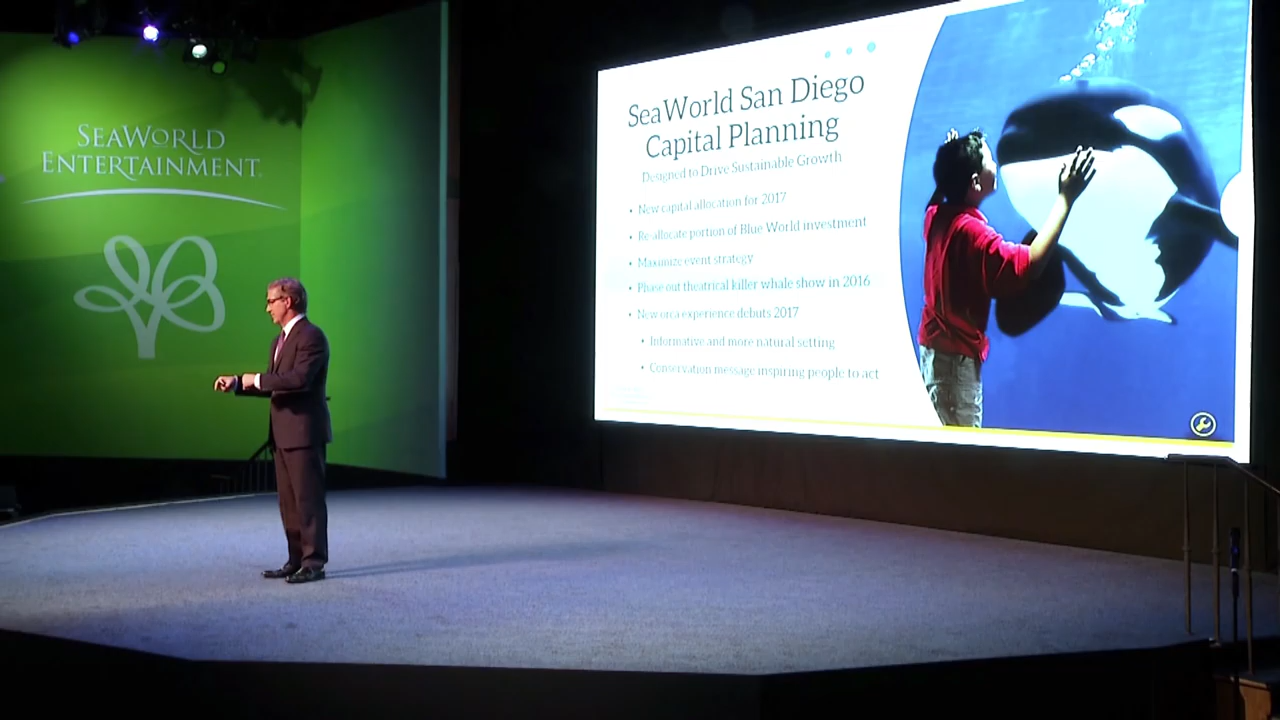 SEAWORLD
ENTERTAINMENT
SeaWorld San Diego
Capital Planning
Designed to Drive Sustainable Growth
• New capital allocation for 2017
• Re-allocate portion of Blue World investment
• Maximize event strategy
• Phase out theatrical killer whale show in 2016
• New orca experience debuts 2017
• Informative and more natural setting
• Conservation message inspiring people to act